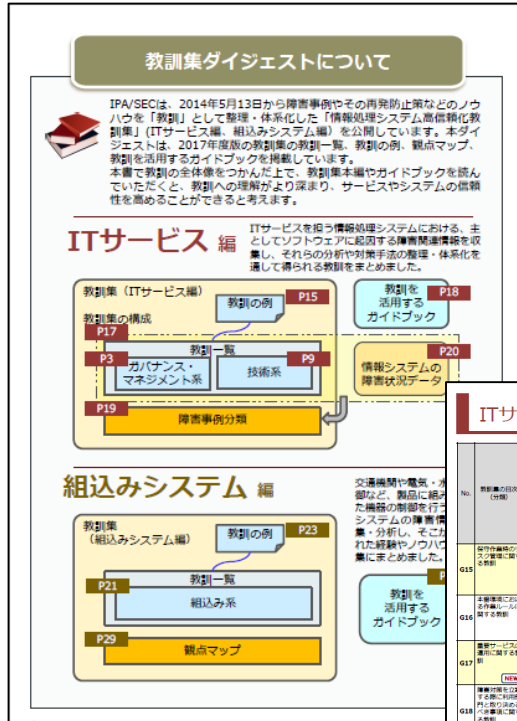 教訓集ダイジェストについて
IPA/SECは、2014年5月13日から障害事例やその再発防止策などのノウ
ハウを「教訓」として整理・体系化した「情報処理システム高信頼化教
訓集」(ITサービス編、組込みシステム編）を公開しています。本ダイ
ジェストは、2017年度版の教訓集の教訓一覧、教訓の例、観点マップ、
教訓を活用するガイドブックを掲載しています。
本書で教訓の全体像をつかんだ上で、教訓集本編やガイドブックを読ん
でいただくと、教訓への理解がより深まり、サービスやシステムの信頼
性を高めることができると考えます。
ITサービス 編
ITサービスを担う情報処理システムにおける、主
としてソフトウェアに起因する障害関連情報を収
集し、それらの分析や対策手法の整理・体系化を
通して得られる教訓をまとめました。
教訓集（ITサービス編）
教訓の例
P15
教訓を
活用する
ガイドブック
P18
教訓集の構成
P17
教訓一覧
P3
ガバナンス・
マネジメント系
技術系
P9
情報システムの
障害状況データ
P20
P19
障害事例分類
組込みシステム 編
交通機関や電気・水
御など、製品に組み
た機器の制御を行う
システムの障害情
集・分析し、そこか
れた経験やノウハウ
集にまとめました。
教訓集
（組込みシステム編）
教訓の例
P23
教訓一覧
P21
組込み系
教訓を
活用する
ガイドブック
P29
観点マップ
ITサ
No.
教訓集の目次
（分類）
G15
G16
G17
NEW
G18